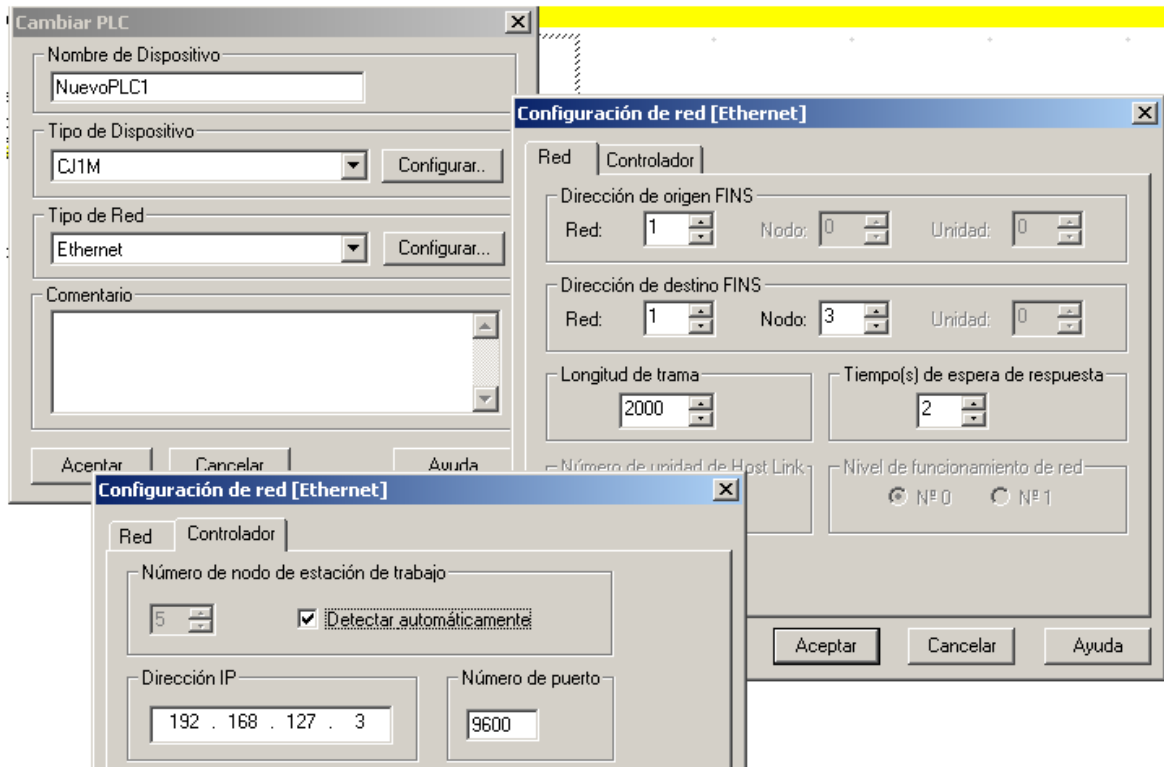 Cambiar PLC
Nombre de Dispositivo
NuevoPLC1
Tipo de Dispositivo
CJ1M
Configurar..
Tipo de Red
Ethernet
Configurar...
Comentario
Aceptar
Cancelar
Ayuda
Configuración de red [Ethernet]
Red
Controlador
Dirección de origen FINS
Red: 1 Nodo: 0 Unidad: 0
Dirección de destino FINS
Red: 1 Nodo: 3 Unidad: 0
Longitud de trama
2000
Tiempo(s) de espera de respuesta
2
Número de unidad de Host Link
Nivel de funcionamiento de red
Nº 0 Nº 1
Aceptar
Cancelar
Ayuda
Configuración de red [Ethernet]
Red
Controlador
Número de nodo de estación de trabajo
5
Detectar automáticamente
Dirección IP
192 . 168 . 127 . 3
Número de puerto
9600